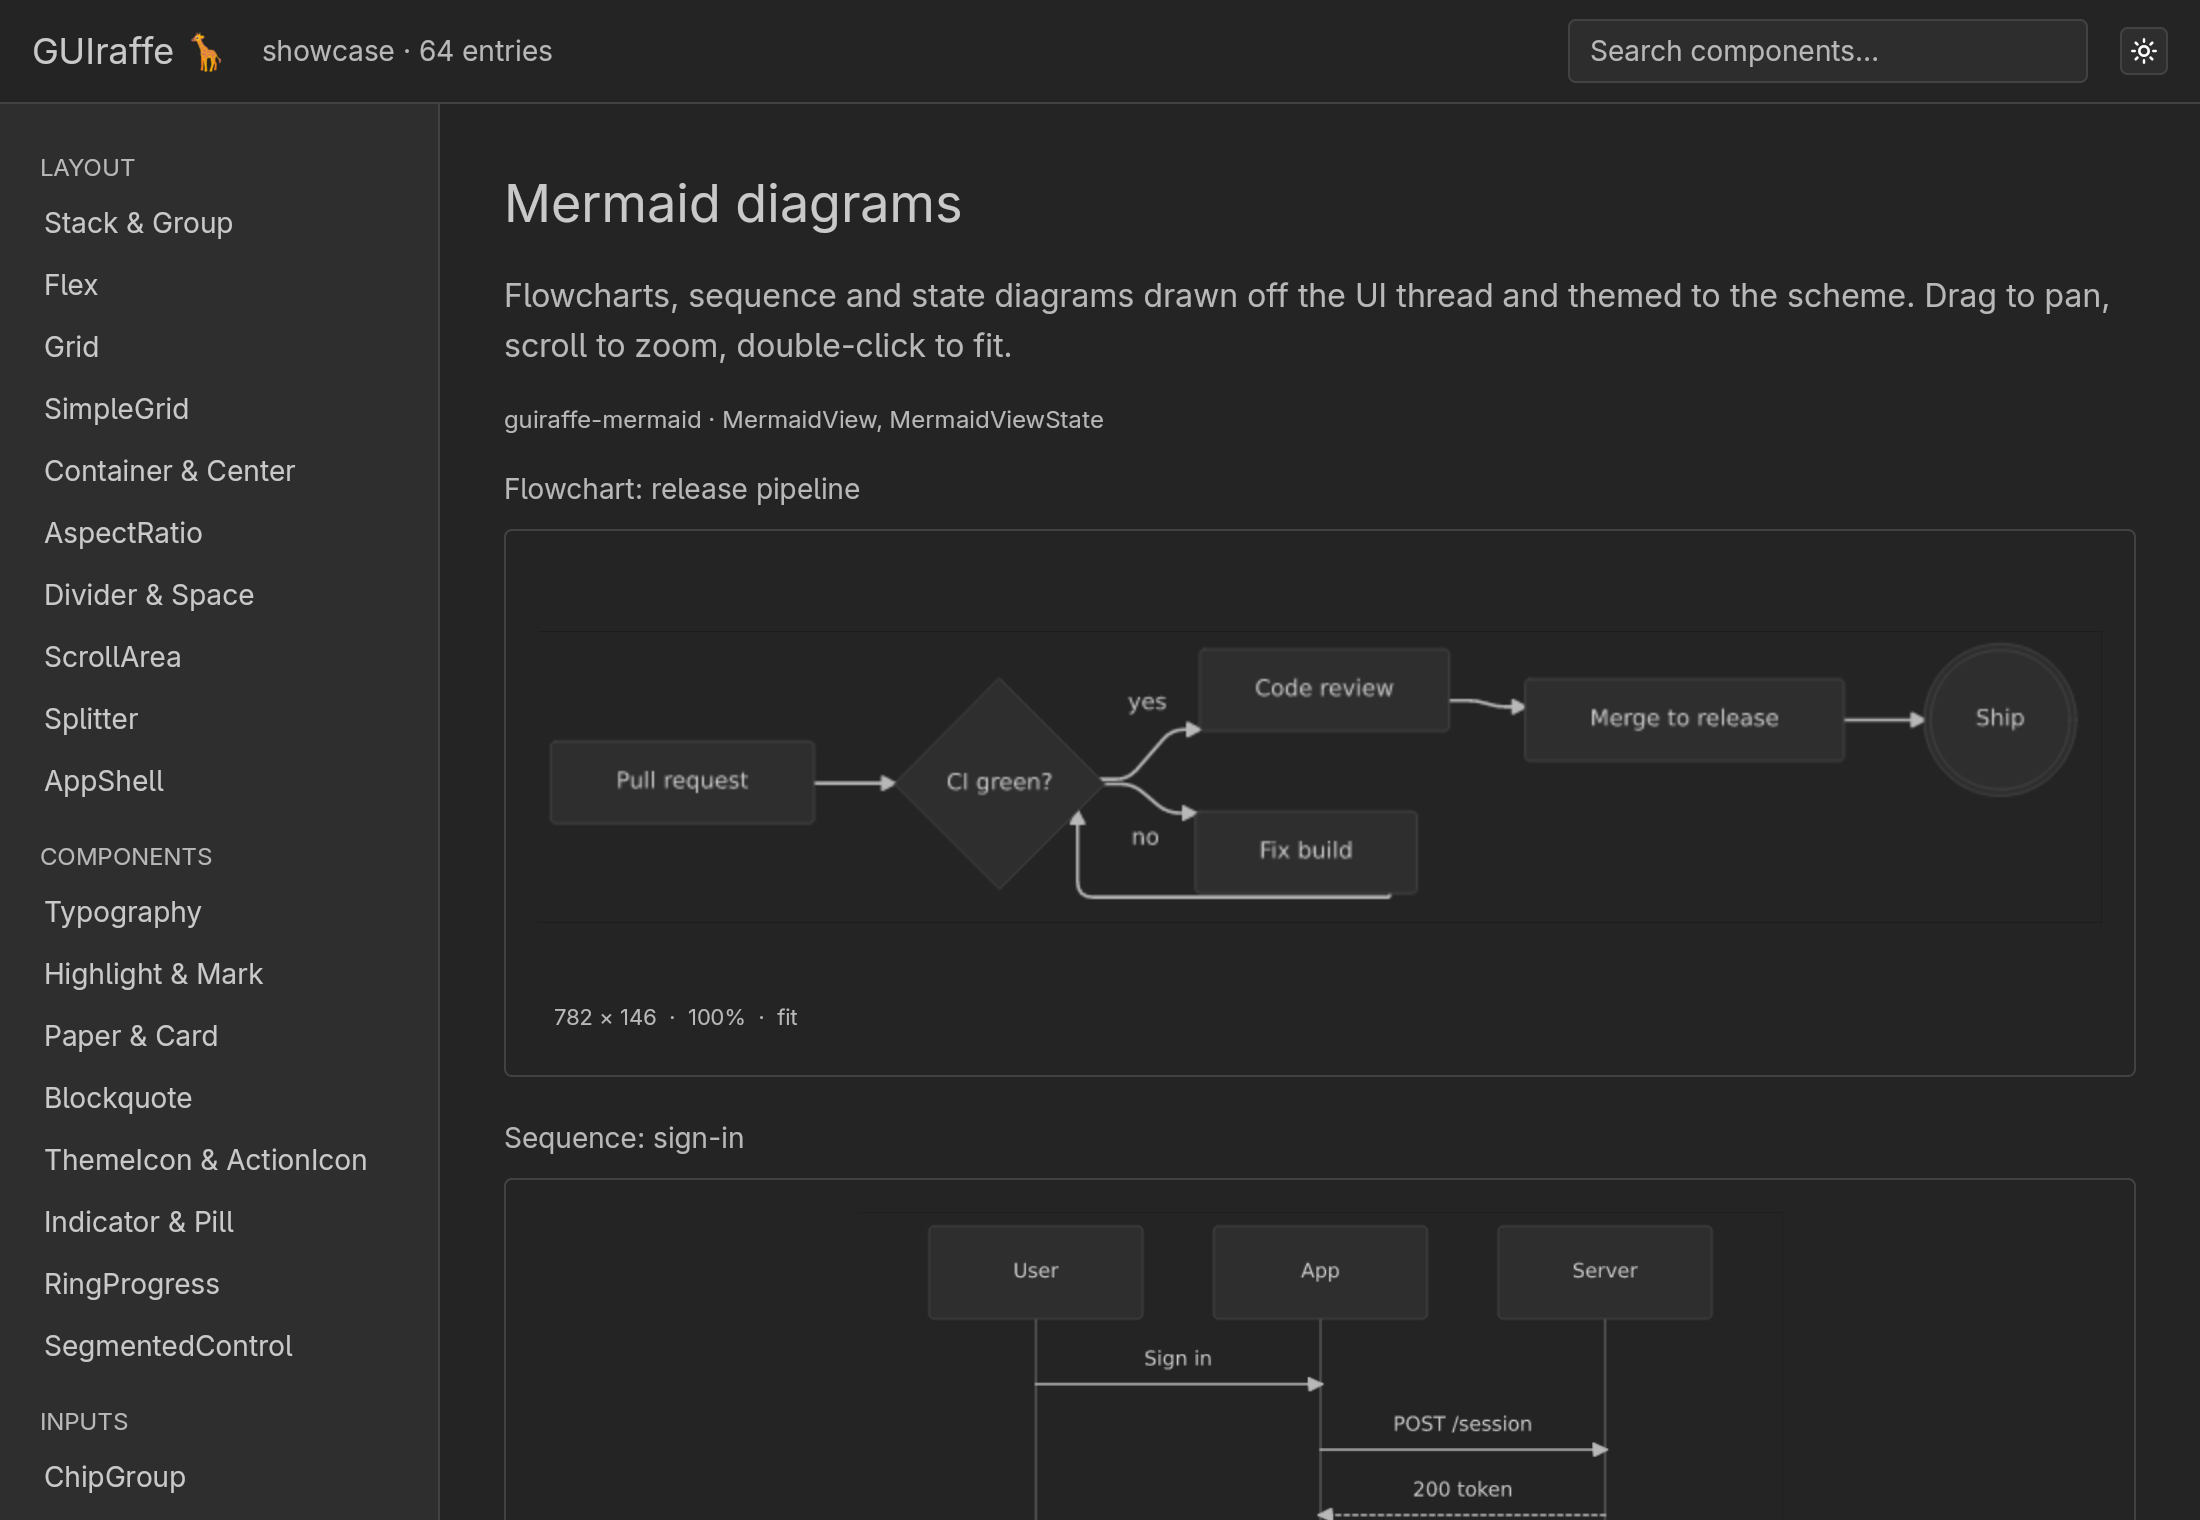 GUIraffe 🦒 showcase · 64 entries
Search components...
LAYOUT
Stack & Group
Flex
Grid
SimpleGrid
Container & Center
AspectRatio
Divider & Space
ScrollArea
Splitter
AppShell
COMPONENTS
Typography
Highlight & Mark
Paper & Card
Blockquote
ThemeIcon & ActionIcon
Indicator & Pill
RingProgress
SegmentedControl
INPUTS
ChipGroup
Mermaid diagrams
Flowcharts, sequence and state diagrams drawn off the UI thread and themed to the scheme. Drag to pan,
scroll to zoom, double-click to fit.
guiraffe-mermaid · MermaidView, MermaidViewState
Flowchart: release pipeline
Pull request
CI green?
yes
no
Code review
Fix build
Merge to release
Ship
782 × 146 · 100% · fit
Sequence: sign-in
User
App
Server
Sign in
POST /session
200 token